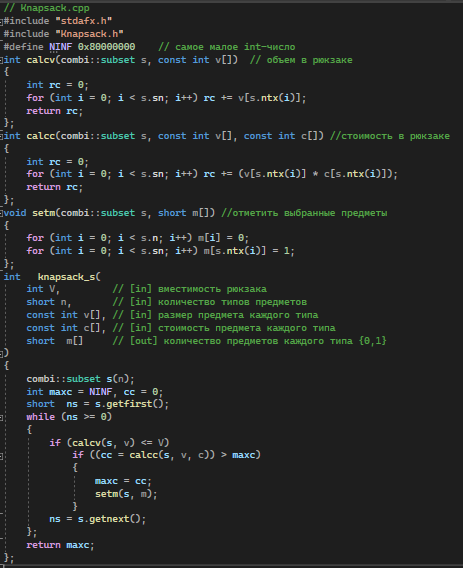 // Knapsack.cpp
#include "stdafx.h"
#include "Knapsack.h"
#define NINF 0x80000000    // самое малое int-число
int calcv(combi::subset s, const int v[])  // объем в рюкзаке
{
    int rc = 0;
    for (int i = 0; i < s.sn; i++) rc += v[s.ntx(i)];
    return rc;
};
int calcc(combi::subset s, const int v[], const int c[]) //стоимость в рюкзаке
{
    int rc = 0;
    for (int i = 0; i < s.sn; i++) rc += (v[s.ntx(i)] * c[s.ntx(i)]);
    return rc;
};
void setm(combi::subset s, short m[]) //отметить выбранные предметы
{
    for (int i = 0; i < s.n; i++) m[i] = 0;
    for (int i = 0; i < s.sn; i++) m[s.ntx(i)] = 1;
};
int   knapsack_s(
    int V,         // [in] вместимость рюкзака
    short n,       // [in] количество типов предметов
    const int v[], // [in] размер предмета каждого типа
    const int c[], // [in] стоимость предмета каждого типа
    short  m[]     // [out] количество предметов каждого типа {0,1}
)
{
    combi::subset s(n);
    int maxc = NINF, cc = 0;
    short  ns = s.getfirst();
    while (ns >= 0)
    {
        if (calcv(s, v) <= V)
            if ((cc = calcc(s, v, c)) > maxc)
            {
                maxc = cc;
                setm(s, m);
            }
        ns = s.getnext();
    };
    return maxc;
};